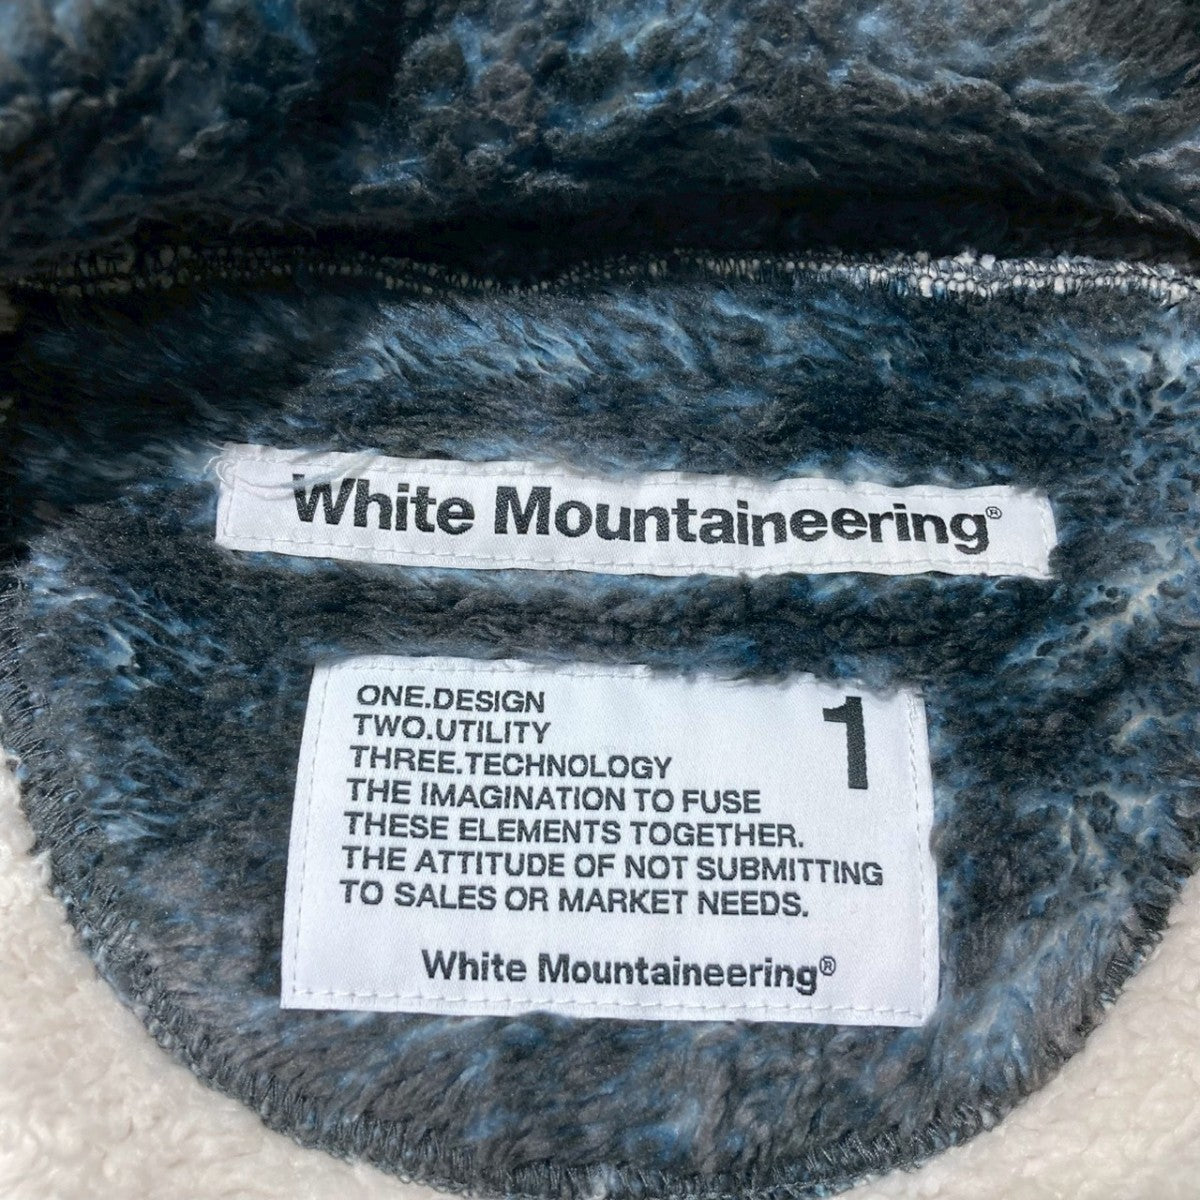 White Mountaineering®
ONE.DESIGN 1
TWO.UTILITY
THREE.TECHNOLOGY
THE IMAGINATION TO FUSE
THESE ELEMENTS TOGETHER.
THE ATTITUDE OF NOT SUBMITTING
TO SALES OR MARKET NEEDS.
White Mountaineering®